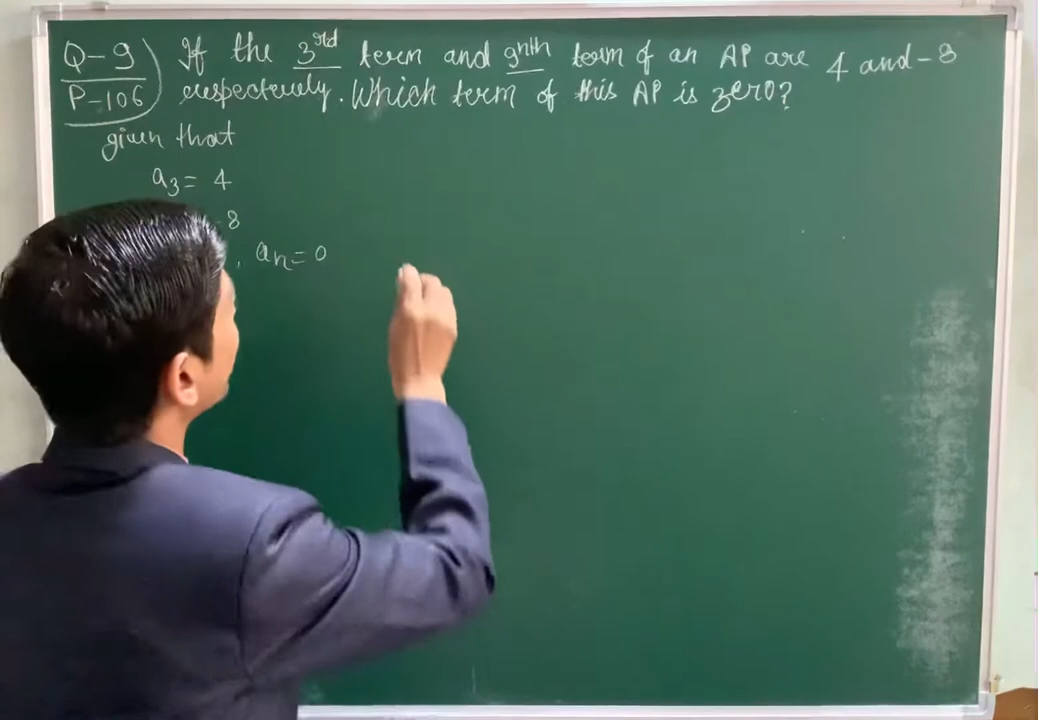 Q-9) If the 3rd term and 9nth term of an AP are 4 and -8
P-106 respectively. Which term of this AP is zero?
given that
a3 = 4
-8
, an = 0